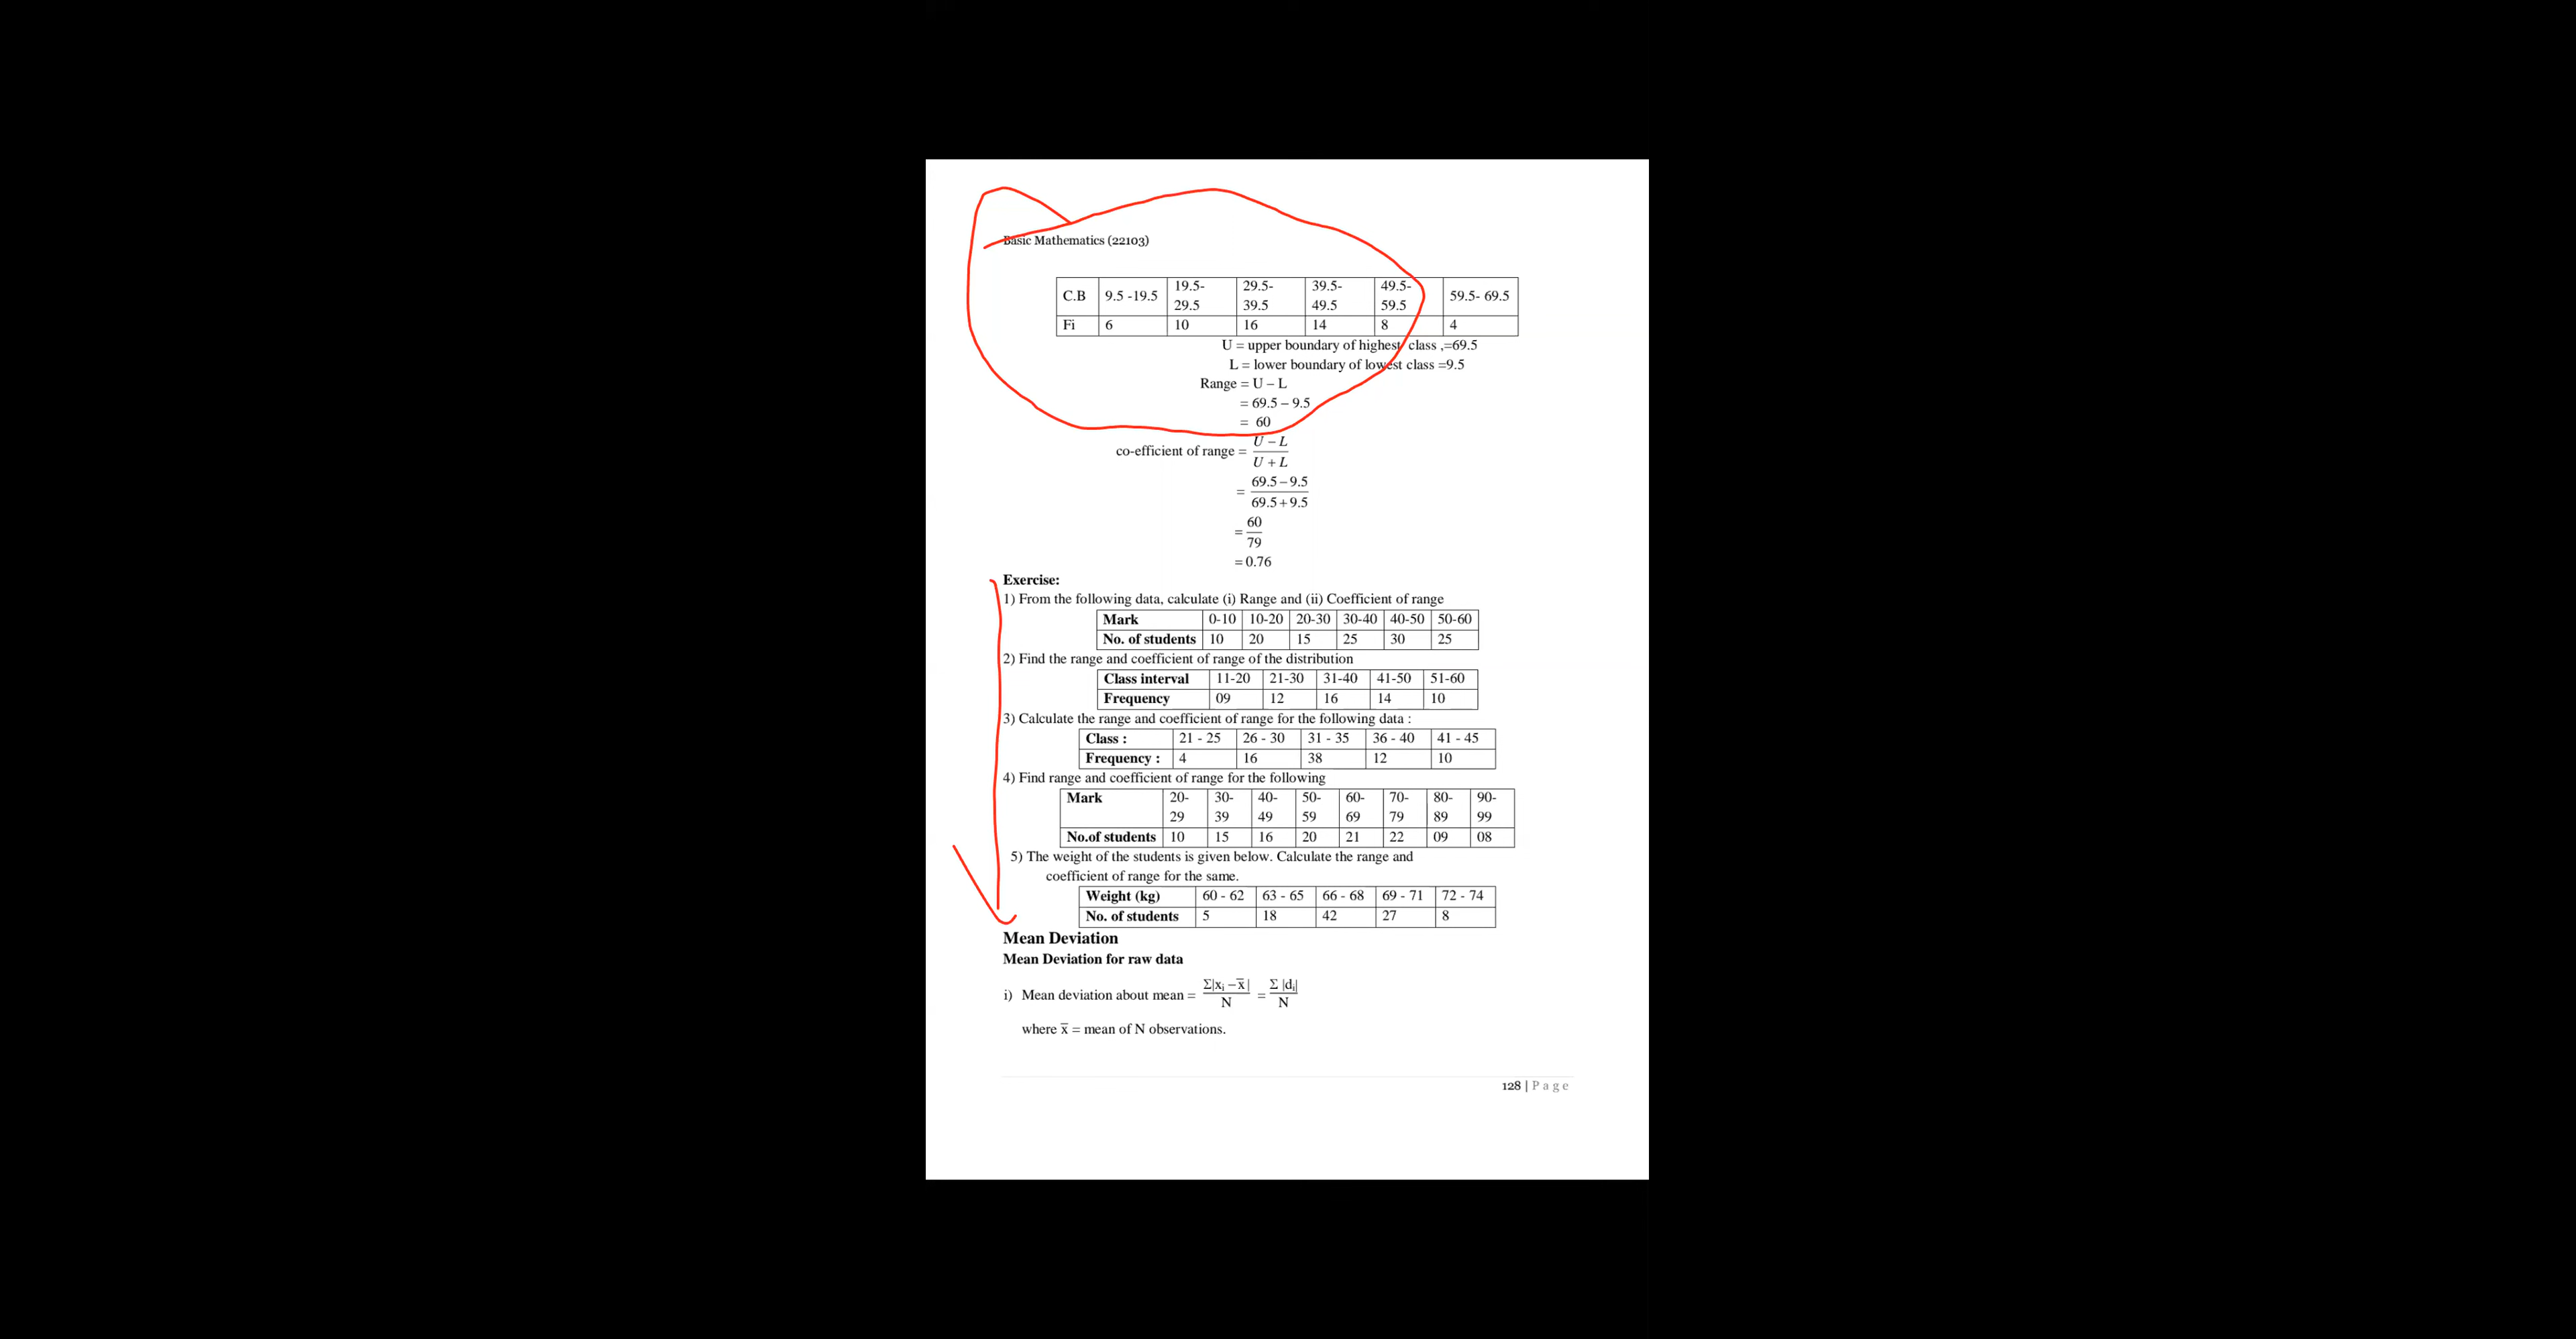 Basic Mathematics (22103)
C.B 9.5 -19.5 19.5- 29.5 29.5- 39.5 39.5- 49.5 49.5- 59.5 59.5- 69.5
Fi 6 10 16 14 8 4
U = upper boundary of highest class ,=69.5
L = lower boundary of lowest class =9.5
Range = U – L
= 69.5 – 9.5
= 60
co-efficient of range = U – L / U + L
= 69.5 – 9.5 / 69.5 + 9.5
= 60 / 79
= 0.76
Exercise:
1) From the following data, calculate (i) Range and (ii) Coefficient of range
Mark 0-10 10-20 20-30 30-40 40-50 50-60
No. of students 10 20 15 25 30 25
2) Find the range and coefficient of range of the distribution
Class interval 11-20 21-30 31-40 41-50 51-60
Frequency 09 12 16 14 10
3) Calculate the range and coefficient of range for the following data :
Class : 21 - 25 26 - 30 31 - 35 36 - 40 41 - 45
Frequency : 4 16 38 12 10
4) Find range and coefficient of range for the following
Mark 20- 29 30- 39 40- 49 50- 59 60- 69 70- 79 80- 89 90- 99
No.of students 10 15 16 20 21 22 09 08
5) The weight of the students is given below. Calculate the range and
coefficient of range for the same.
Weight (kg) 60 - 62 63 - 65 66 - 68 69 - 71 72 - 74
No. of students 5 18 42 27 8
Mean Deviation
Mean Deviation for raw data
i) Mean deviation about mean = Σ|xᵢ – x̅| / N = Σ |dᵢ| / N
where x̅ = mean of N observations.
128 | P a g e